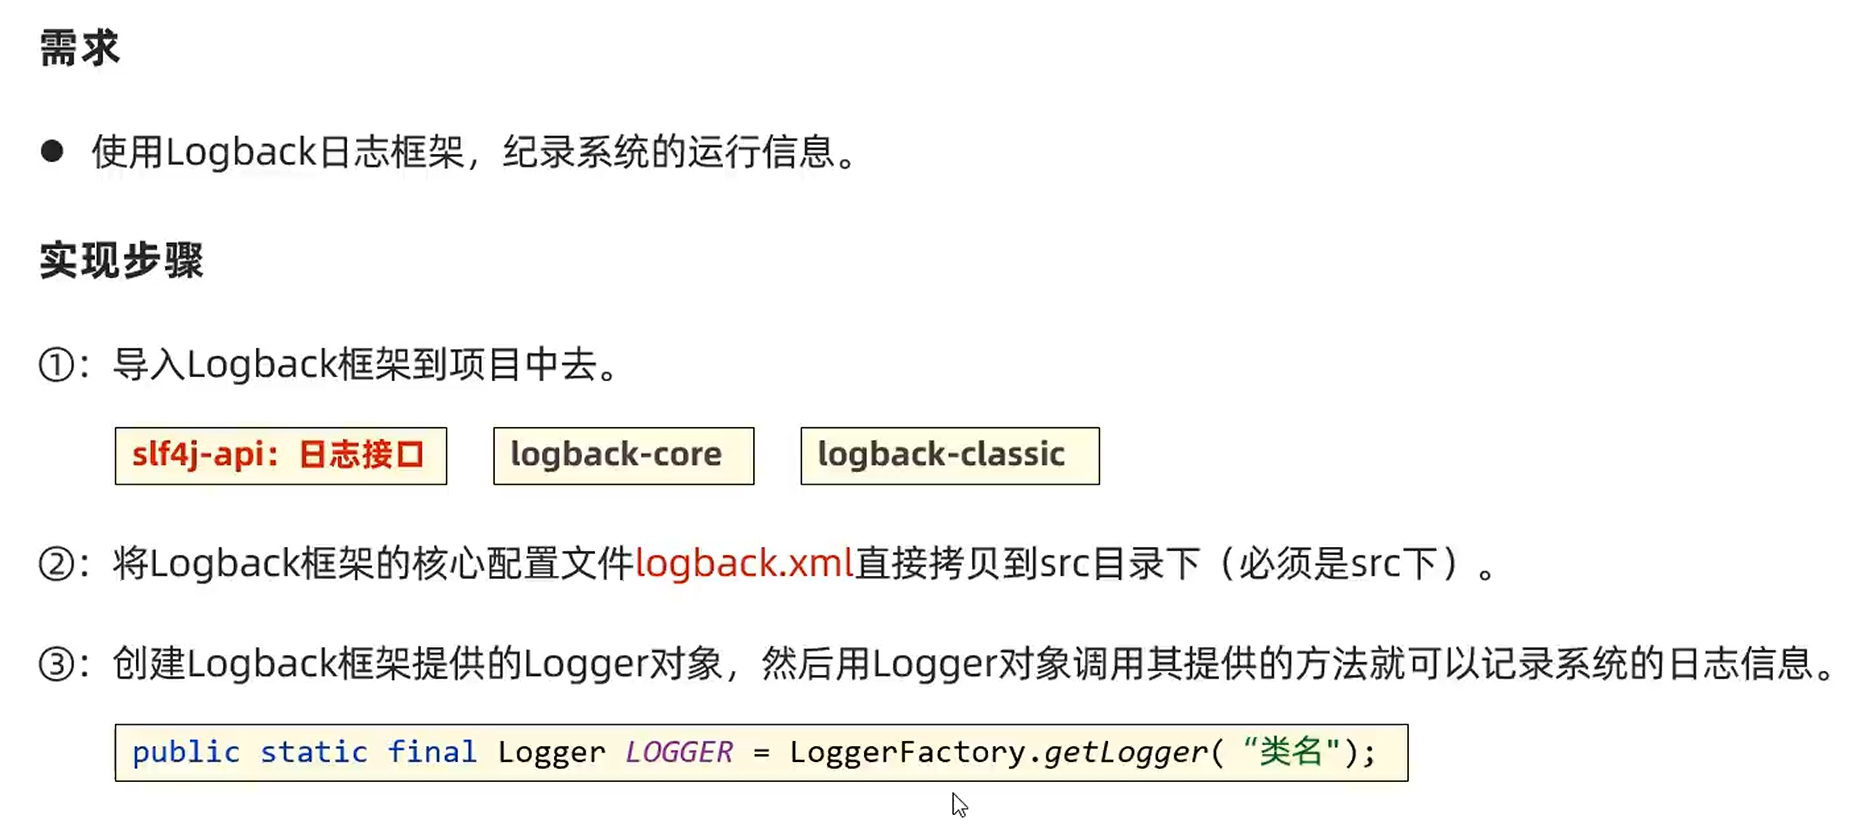 需求
● 使用Logback日志框架，纪录系统的运行信息。
实现步骤
①：导入Logback框架到项目中去。
slf4j-api：日志接口 logback-core logback-classic
②：将Logback框架的核心配置文件logback.xml直接拷贝到src目录下（必须是src下）。
③：创建Logback框架提供的Logger对象，然后用Logger对象调用其提供的方法就可以记录系统的日志信息。
public static final Logger LOGGER = LoggerFactory.getLogger( “类名");